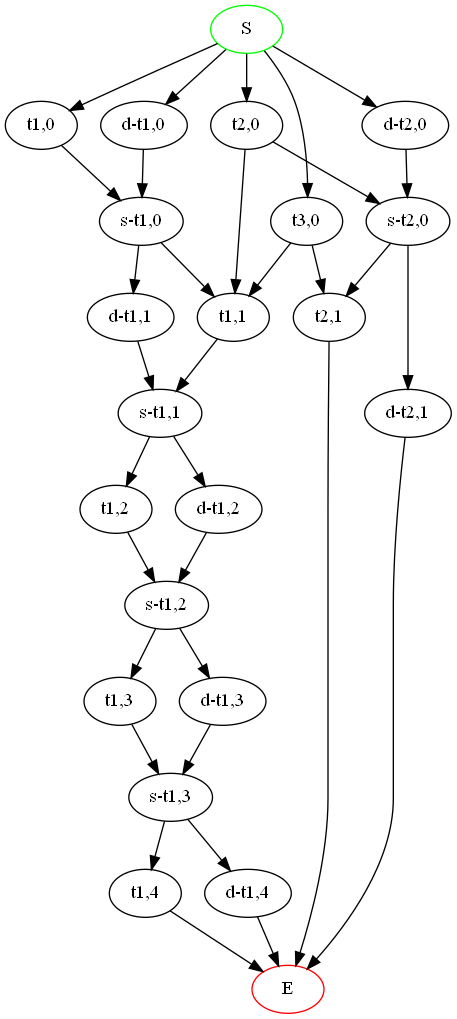 S
t1,0
d-t1,0
t2,0
d-t2,0
s-t1,0
t3,0
s-t2,0
d-t1,1
t1,1
t2,1
s-t1,1
d-t2,1
t1,2
d-t1,2
s-t1,2
t1,3
d-t1,3
s-t1,3
t1,4
d-t1,4
E